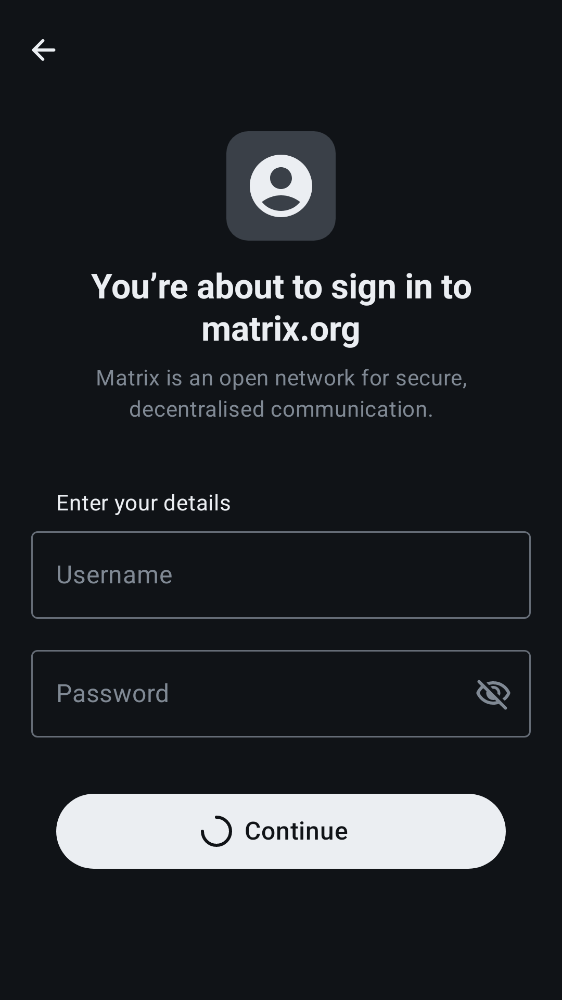 You’re about to sign in to
matrix.org
Matrix is an open network for secure,
decentralised communication.
Enter your details
Username
Password
Continue